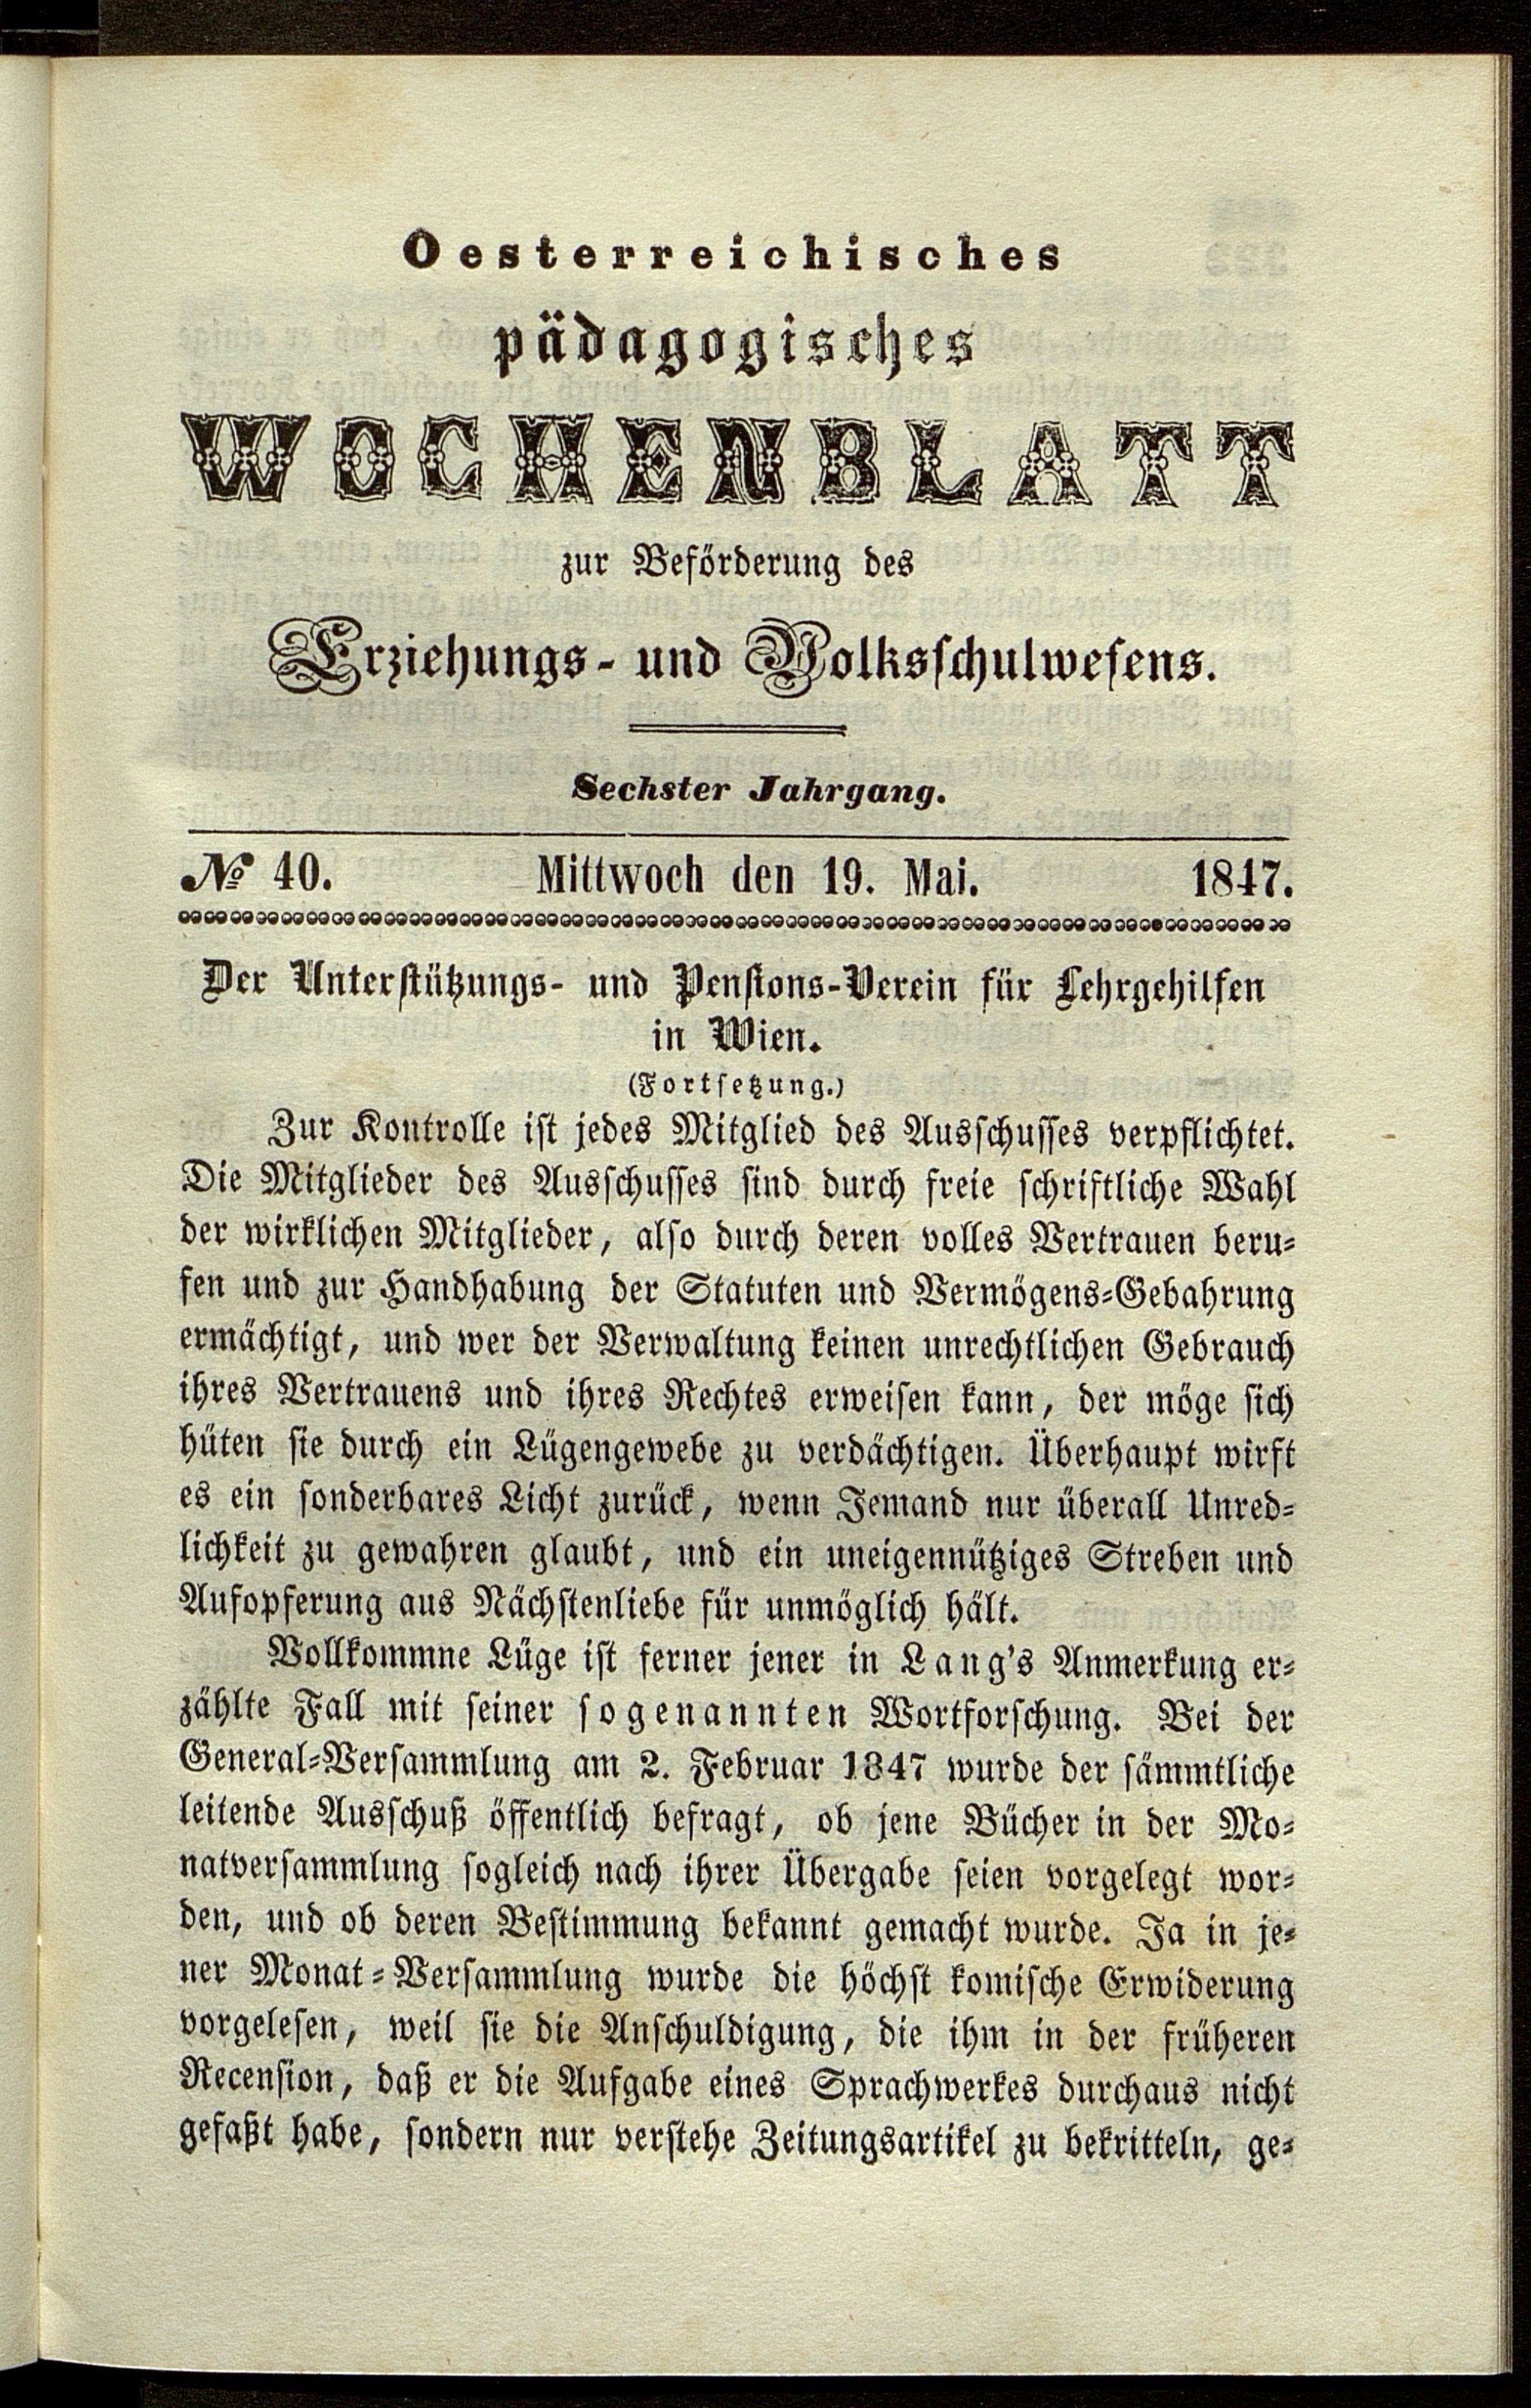 Oesterreichisches
pädagogisches
WOCHENBLATT
zur Beförderung des
Erziehungs- und Volksschulwesens.
Sechster Jahrgang.
№ 40. Mittwoch den 19. Mai. 1847.
Der Unterstützungs- und Pensions-Verein für Lehrgehilfen
in Wien.
(Fortsetzung.)
Zur Kontrolle ist jedes Mitglied des Ausschusses verpflichtet.
Die Mitglieder des Ausschusses sind durch freie schriftliche Wahl
der wirklichen Mitglieder, also durch deren volles Vertrauen beru-
fen und zur Handhabung der Statuten und Vermögens-Gebahrung
ermächtigt, und wer der Verwaltung keinen unrechtlichen Gebrauch
ihres Vertrauens und ihres Rechtes erweisen kann, der möge sich
hüten sie durch ein Lügengewebe zu verdächtigen. Überhaupt wirft
es ein sonderbares Licht zurück, wenn Jemand nur überall Unred-
lichkeit zu gewahren glaubt, und ein uneigennütziges Streben und
Aufopferung aus Nächstenliebe für unmöglich hält.
Vollkommne Lüge ist ferner jener in Lang's Anmerkung er-
zählte Fall mit seiner sogenannten Wortforschung. Bei der
General-Versammlung am 2. Februar 1847 wurde der sämmtliche
leitende Ausschuß öffentlich befragt, ob jene Bücher in der Mo-
natversammlung sogleich nach ihrer Übergabe seien vorgelegt wor-
den, und ob deren Bestimmung bekannt gemacht wurde. Ja in je-
ner Monat-Versammlung wurde die höchst komische Erwiderung
vorgelesen, weil sie die Anschuldigung, die ihm in der früheren
Recension, daß er die Aufgabe eines Sprachwerkes durchaus nicht
gefaßt habe, sondern nur verstehe Zeitungsartikel zu bekritteln, ge-